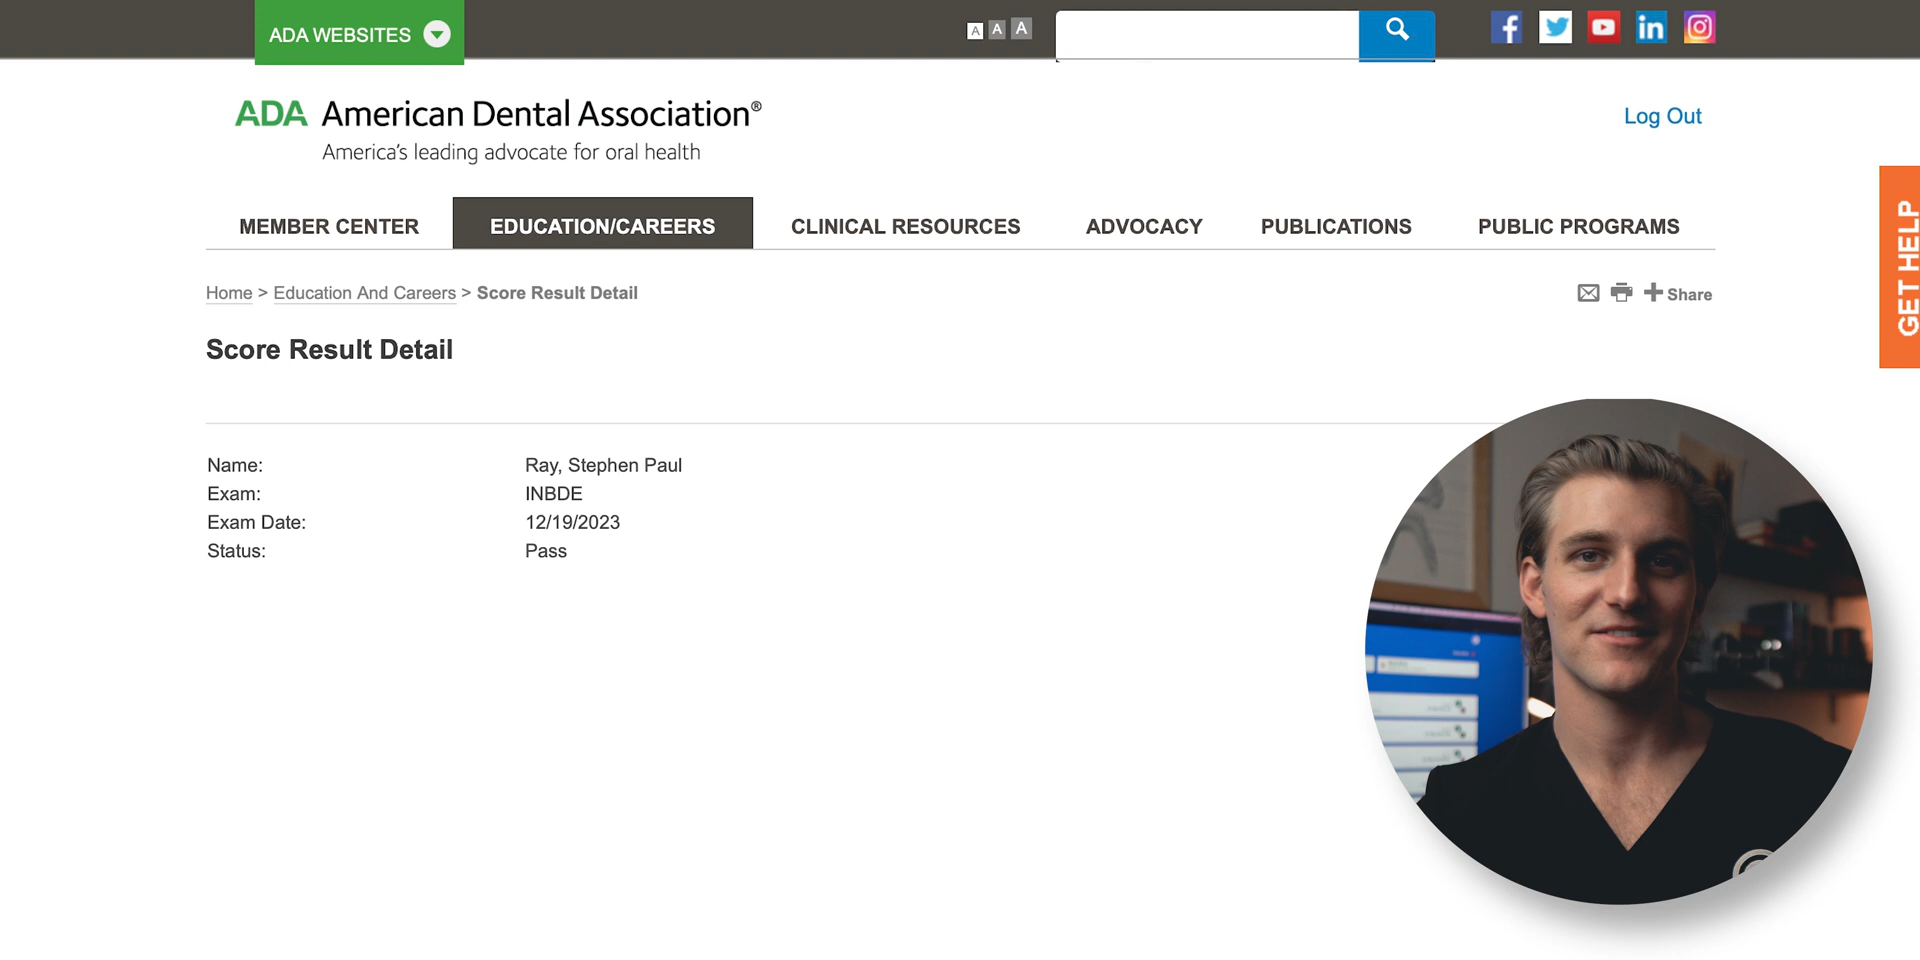 ADA WEBSITES
A A A
ADA American Dental Association®
America's leading advocate for oral health
Log Out
MEMBER CENTER EDUCATION/CAREERS CLINICAL RESOURCES ADVOCACY PUBLICATIONS PUBLIC PROGRAMS
GET HELP
Home > Education And Careers > Score Result Detail
Share
Score Result Detail
Name: Ray, Stephen Paul
Exam: INBDE
Exam Date: 12/19/2023
Status: Pass